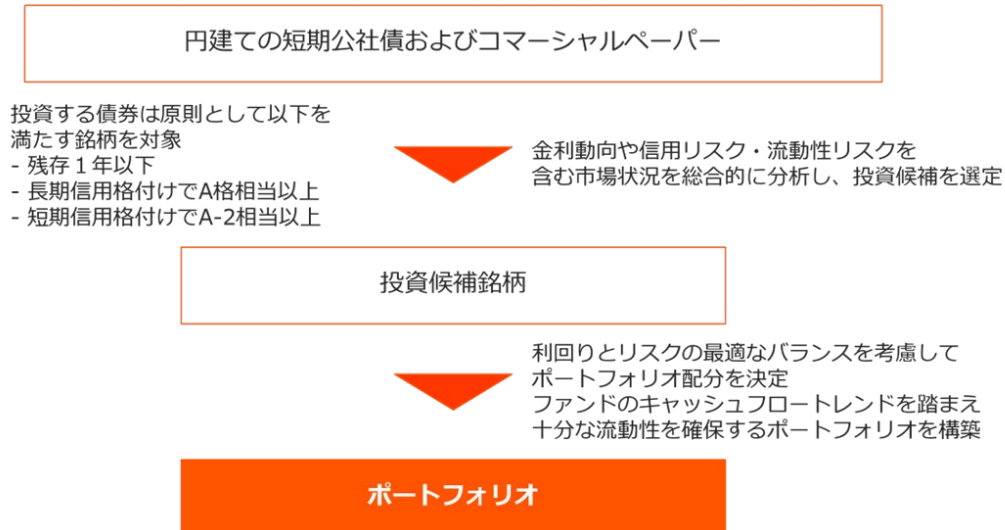 円建ての短期公社債およびコマーシャルペーパー
投資する債券は原則として以下を
満たす銘柄を対象
- 残存１年以下
- 長期信用格付けでA格相当以上
- 短期信用格付けでA-2相当以上
金利動向や信用リスク・流動性リスクを
含む市場状況を総合的に分析し、投資候補を選定
投資候補銘柄
利回りとリスクの最適なバランスを考慮して
ポートフォリオ配分を決定
ファンドのキャッシュフロートレンドを踏まえ
十分な流動性を確保するポートフォリオを構築
ポートフォリオ